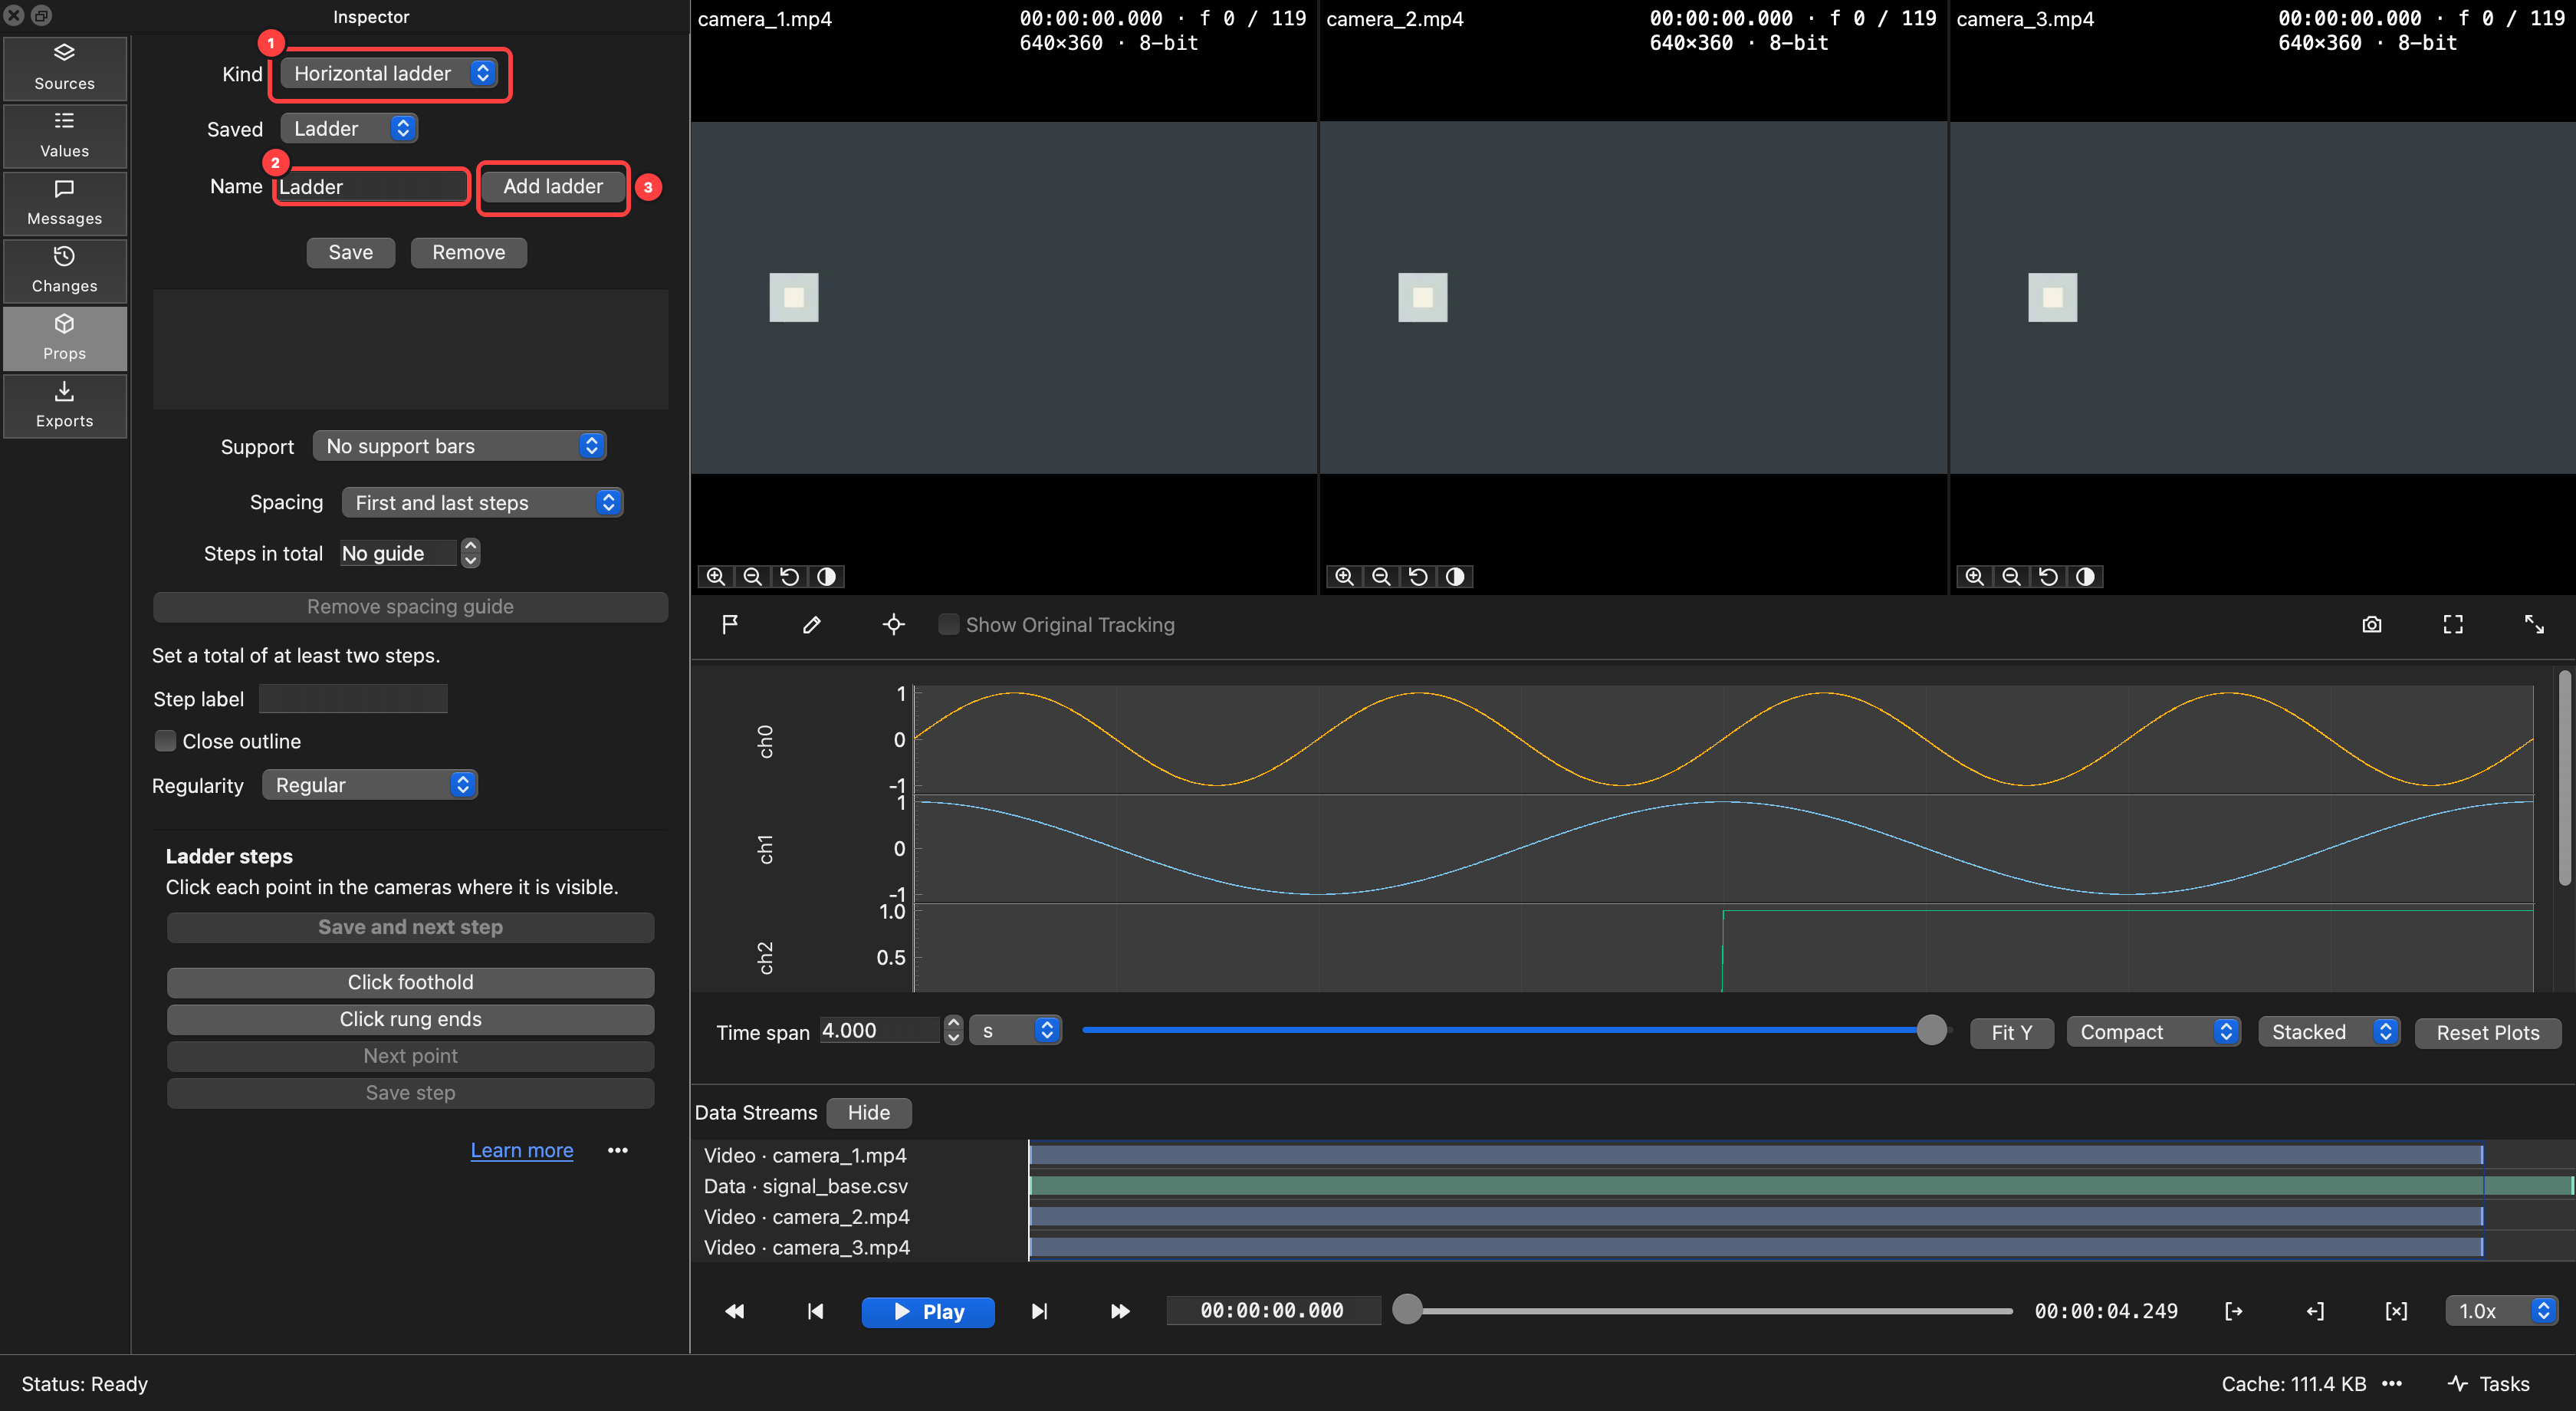 Inspector
Sources
Values
Messages
Changes
Props
Exports
1
Kind Horizontal ladder
Saved Ladder
2
Name Ladder Add ladder 3
Save Remove
Support No support bars
Spacing First and last steps
Steps in total No guide
Remove spacing guide
Set a total of at least two steps.
Step label
Close outline
Regularity Regular
Ladder steps
Click each point in the cameras where it is visible.
Save and next step
Click foothold
Click rung ends
Next point
Save step
Learn more •••
camera_1.mp4 00:00:00.000 · f 0 / 119
640×360 · 8-bit
camera_2.mp4 00:00:00.000 · f 0 / 119
640×360 · 8-bit
camera_3.mp4 00:00:00.000 · f 0 / 119
640×360 · 8-bit
Show Original Tracking
ch0
1
0
-1
ch1
1
0
-1
ch2
1.0
0.5
Time span 4.000 s Fit Y Compact Stacked Reset Plots
Data Streams Hide
Video · camera_1.mp4
Data · signal_base.csv
Video · camera_2.mp4
Video · camera_3.mp4
Play 00:00:00.000 00:00:04.249 1.0x
Status: Ready Cache: 111.4 KB ••• Tasks